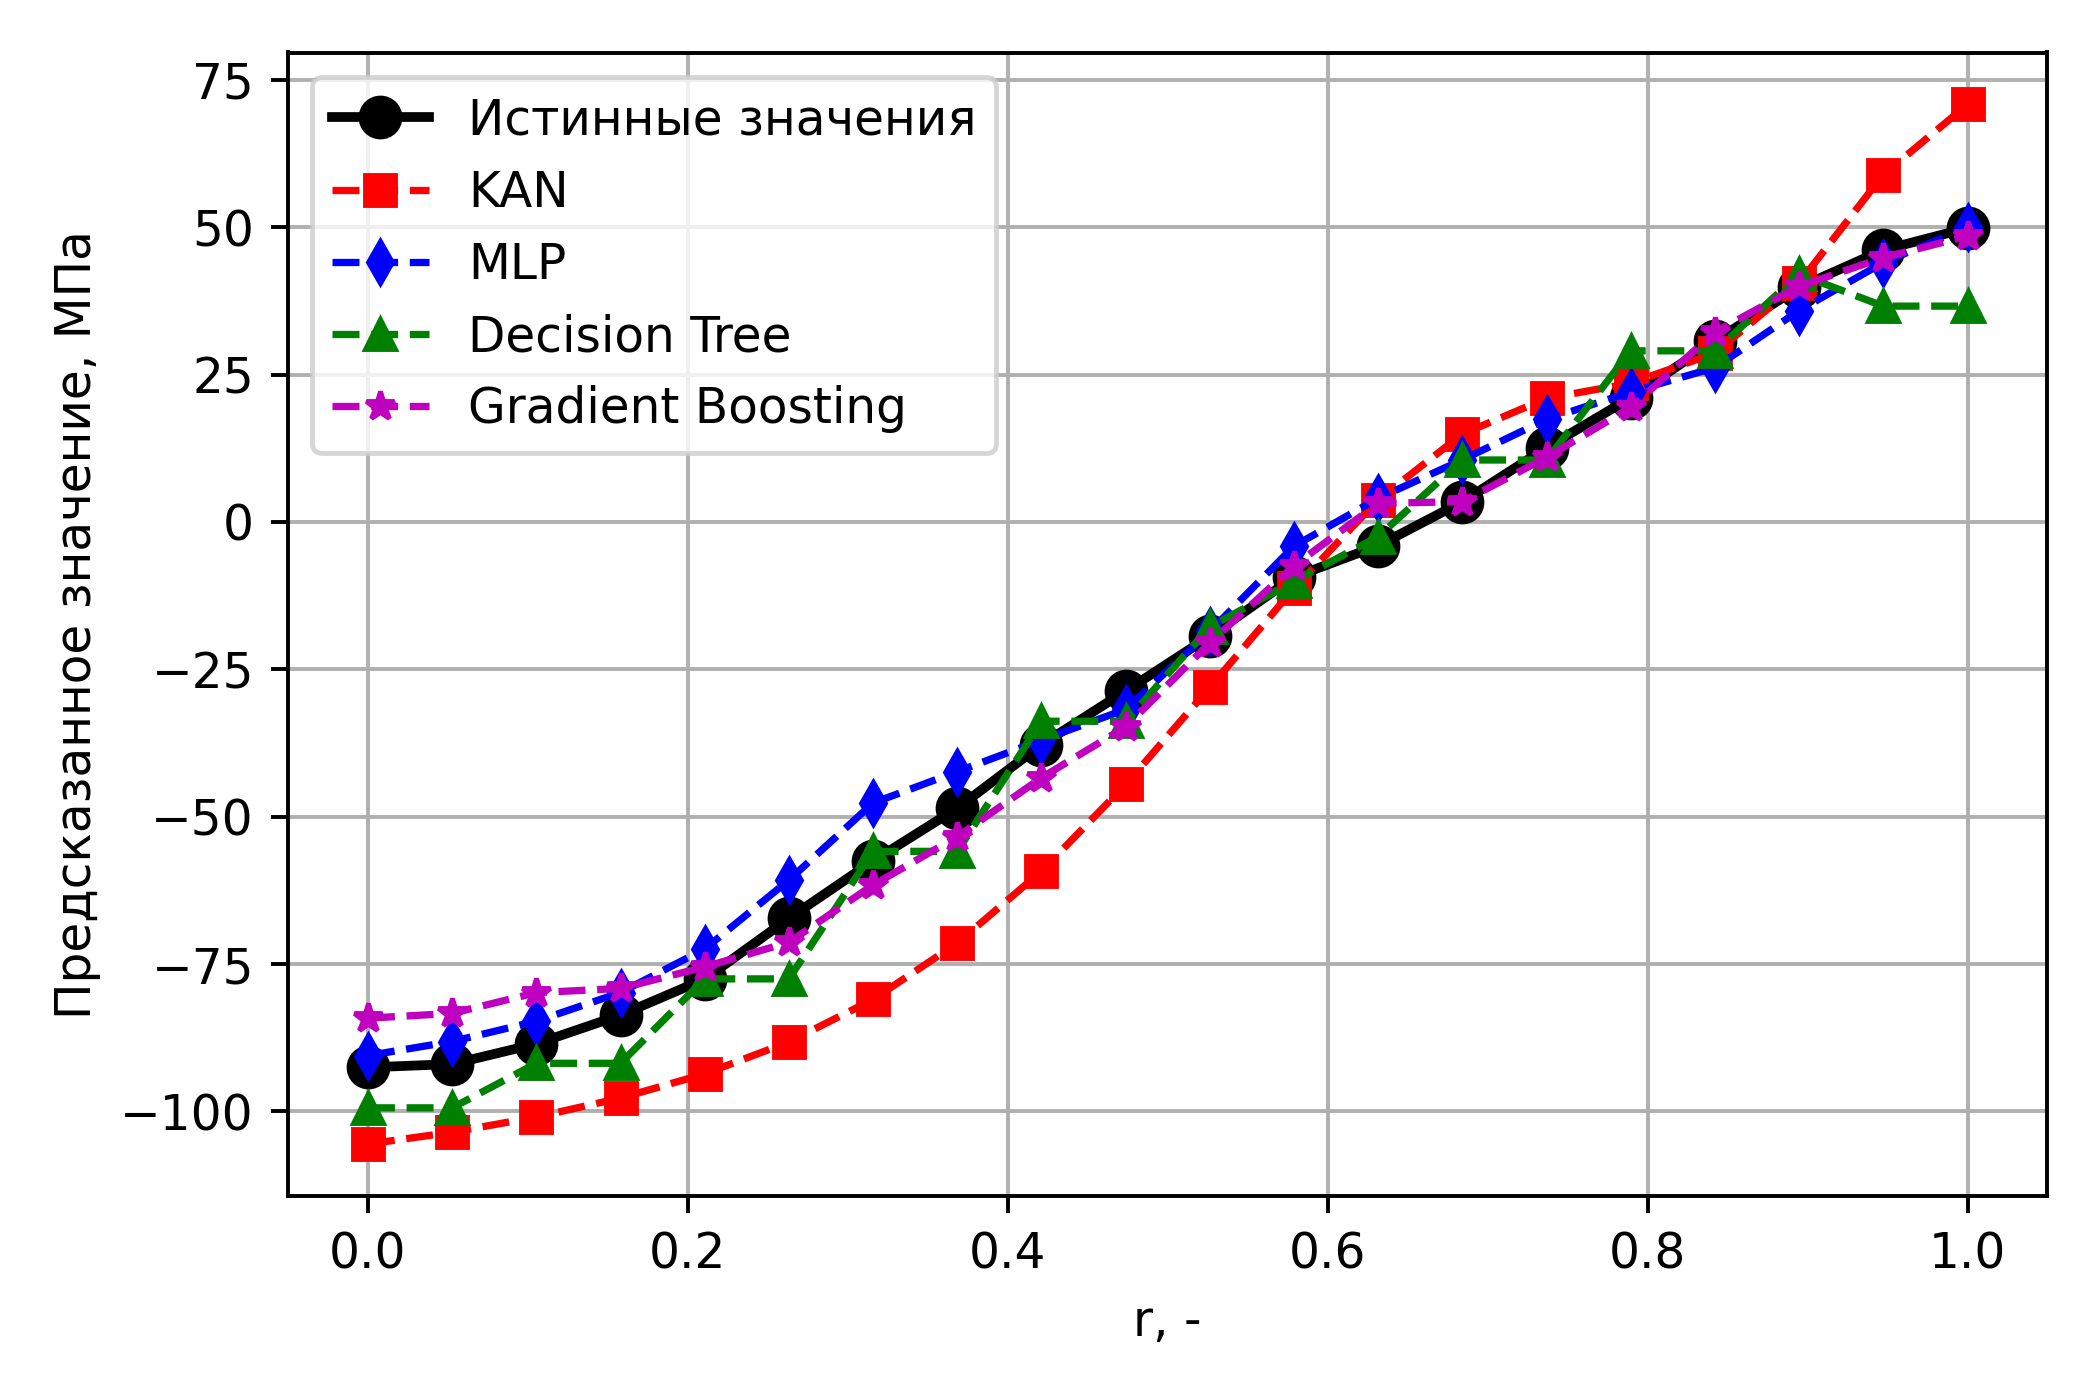 75
50
25
0
−25
−50
−75
−100
Предсказанное значение, МПа
Истинные значения
KAN
MLP
Decision Tree
Gradient Boosting
0.0 0.2 0.4 0.6 0.8 1.0
r, -